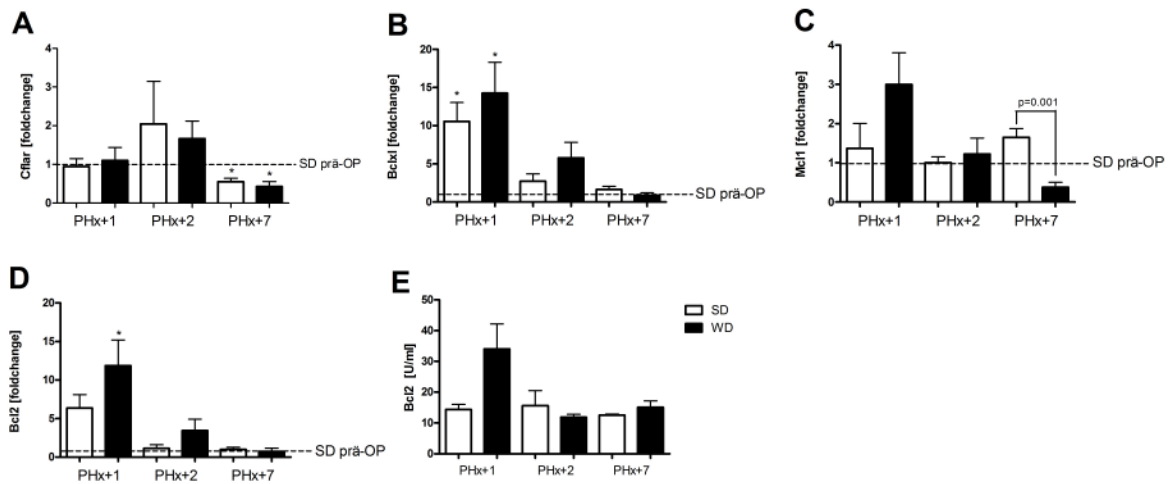 A
Cflar [foldchange]
4
3
2
1
0
PHx+1 PHx+2 PHx+7
* *
SD prä-OP
B
Bclxl [foldchange]
20
15
10
5
0
PHx+1 PHx+2 PHx+7
* *
SD prä-OP
C
Mcl1 [foldchange]
4
3
2
1
0
PHx+1 PHx+2 PHx+7
p=0.001
SD prä-OP
D
Bcl2 [foldchange]
20
15
10
5
0
PHx+1 PHx+2 PHx+7
*
SD prä-OP
E
Bcl2 [U/ml]
50
40
30
20
10
0
PHx+1 PHx+2 PHx+7
SD
WD